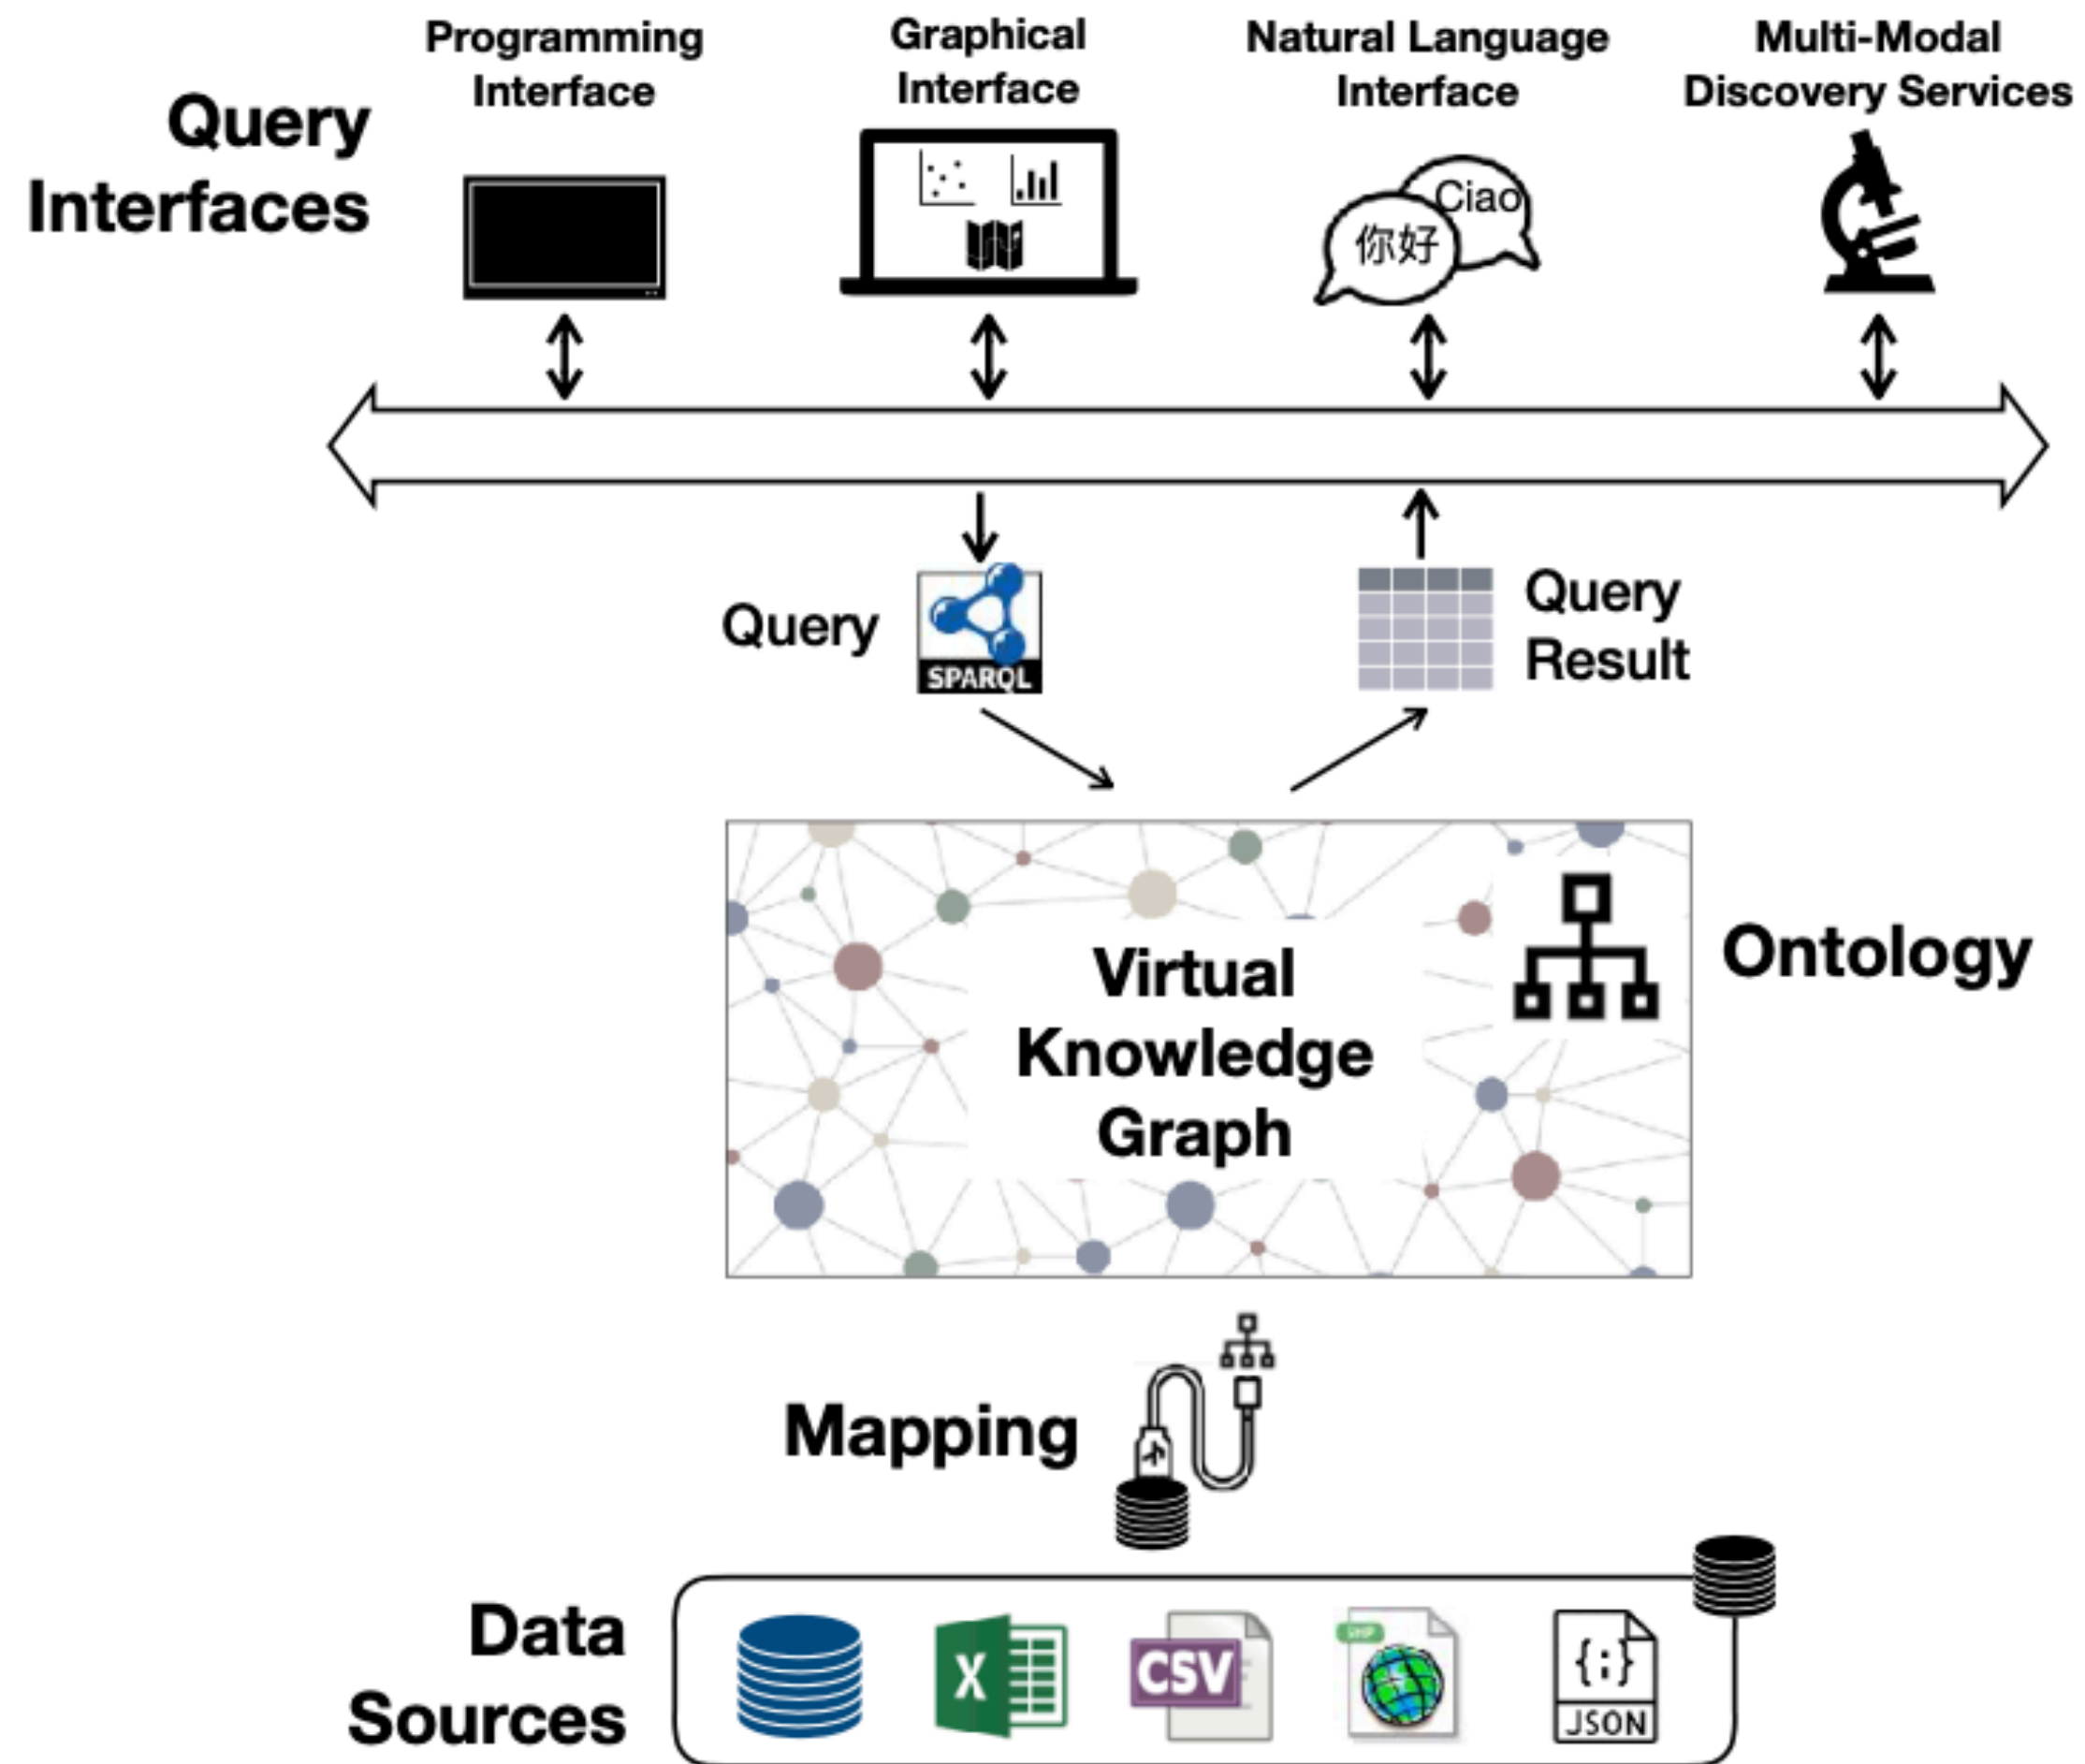 Programming
Interface
Graphical
Interface
Natural Language
Interface
Multi-Modal
Discovery Services
Query
Interfaces
Ciao
你好
Query
SPARQL
Query
Result
Virtual
Knowledge
Graph
Ontology
Mapping
Data
Sources
X
CSV
SHP
{;}
JSON